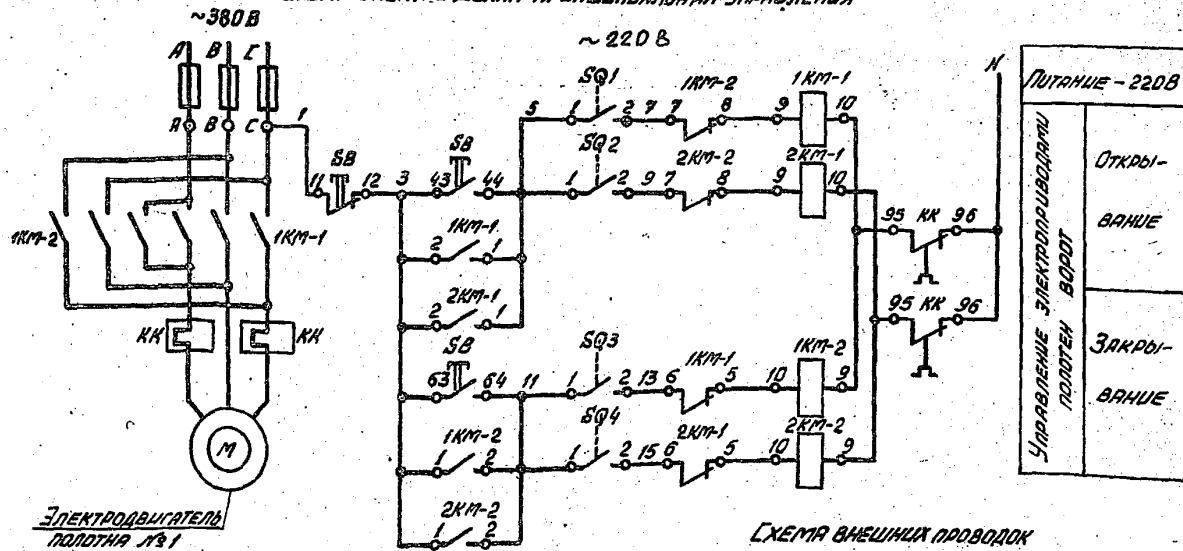 ~380В
~220В
А В С
А В С
1
11 SB 12
3
43 SB 44
5
1 SQ1 2 7 7 1КМ-2 8 9 1КМ-1 10
1 SQ2 2 9 7 2КМ-2 8 9 2КМ-1 10
1КМ-2
1КМ-1
2 1КМ-1 1
2 2КМ-1 1
95 КК 96
95 КК 96
N
КК
КК
63 SB 64 11
1 SQ3 2 13 6 1КМ-1 5 10 1КМ-2 9
1 SQ4 2 15 6 2КМ-1 5 10 2КМ-2 9
1 1КМ-2 2
1 2КМ-2 2
М
Электродвигатель
полотна №1
Питание ~ 220В
Управление электроприводами
полотен ворот
Откры-
вание
Закры-
вание
Схема внешних проводок